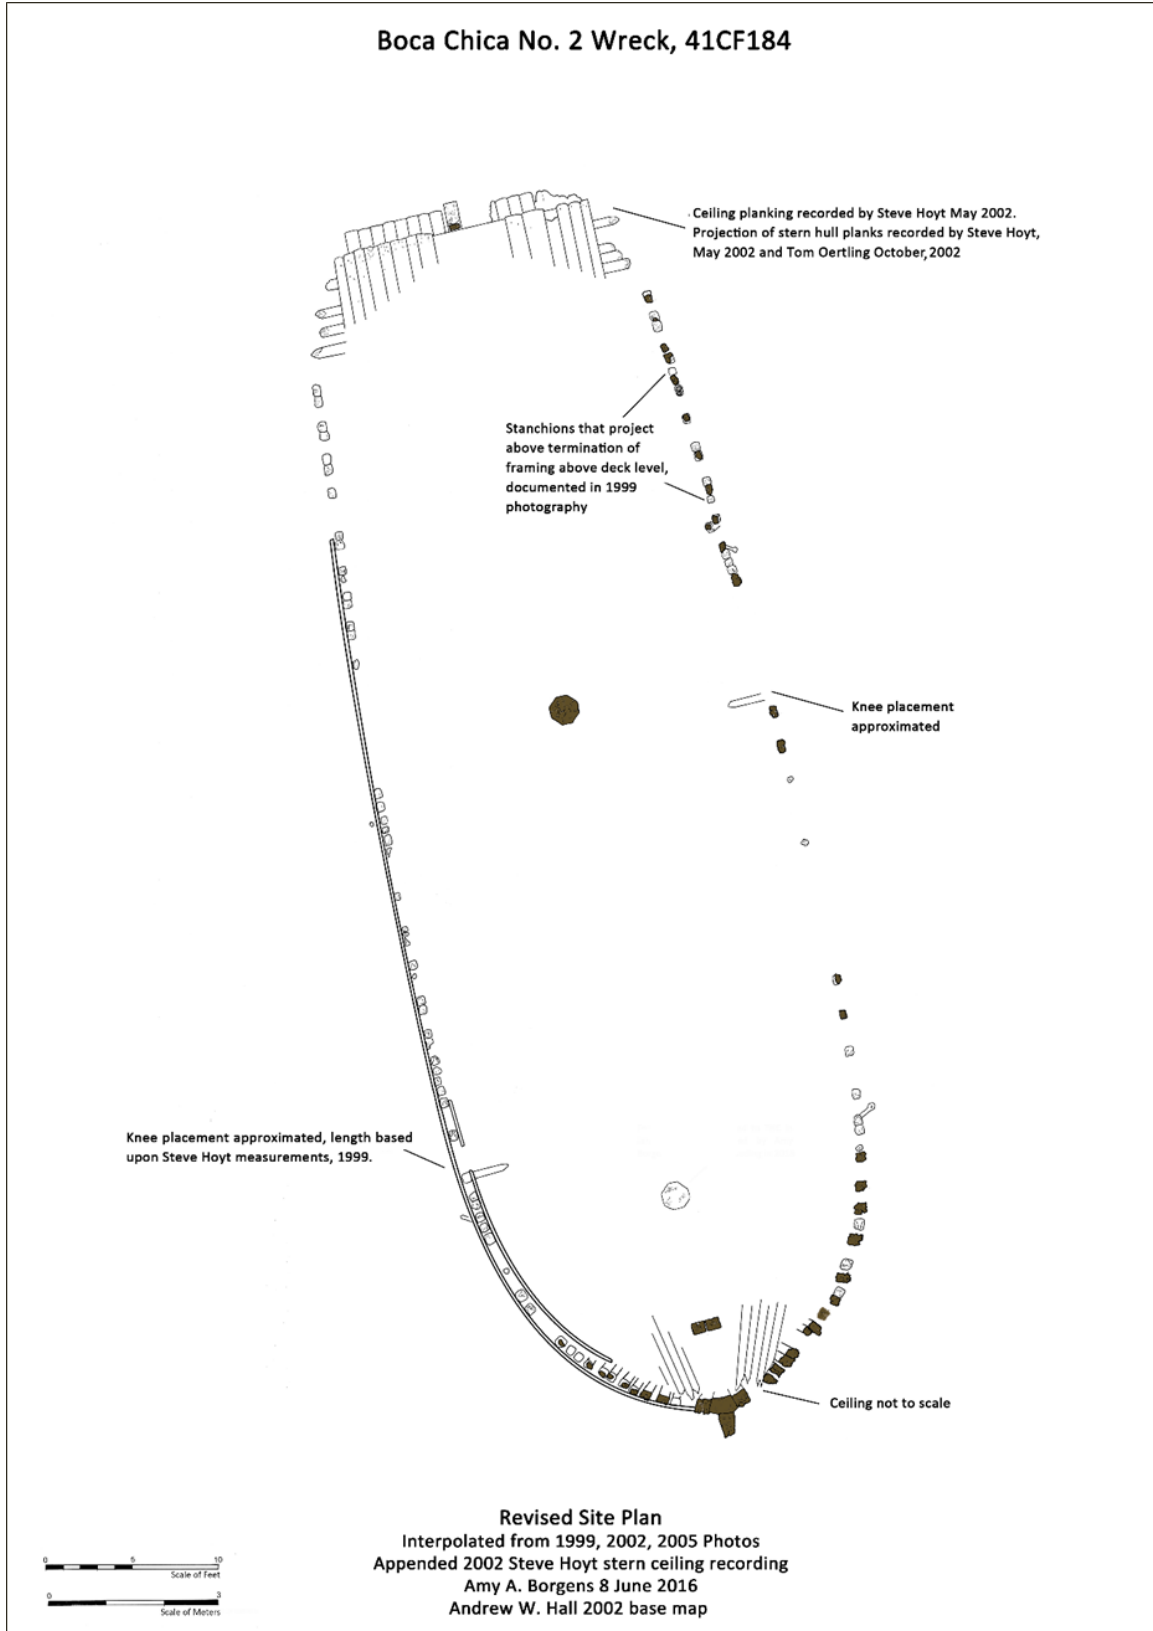 Boca Chica No. 2 Wreck, 41CF184
Ceiling planking recorded by Steve Hoyt May 2002.
Projection of stern hull planks recorded by Steve Hoyt,
May 2002 and Tom Oertling October, 2002
Stanchions that project
above termination of
framing above deck level,
documented in 1999
photography
Knee placement
approximated
Knee placement approximated, length based
upon Steve Hoyt measurements, 1999.
Ceiling not to scale
Revised Site Plan
Interpolated from 1999, 2002, 2005 Photos
Appended 2002 Steve Hoyt stern ceiling recording
Amy A. Borgens 8 June 2016
Andrew W. Hall 2002 base map
0 5 10
Scale of Feet
0 3
Scale of Meters